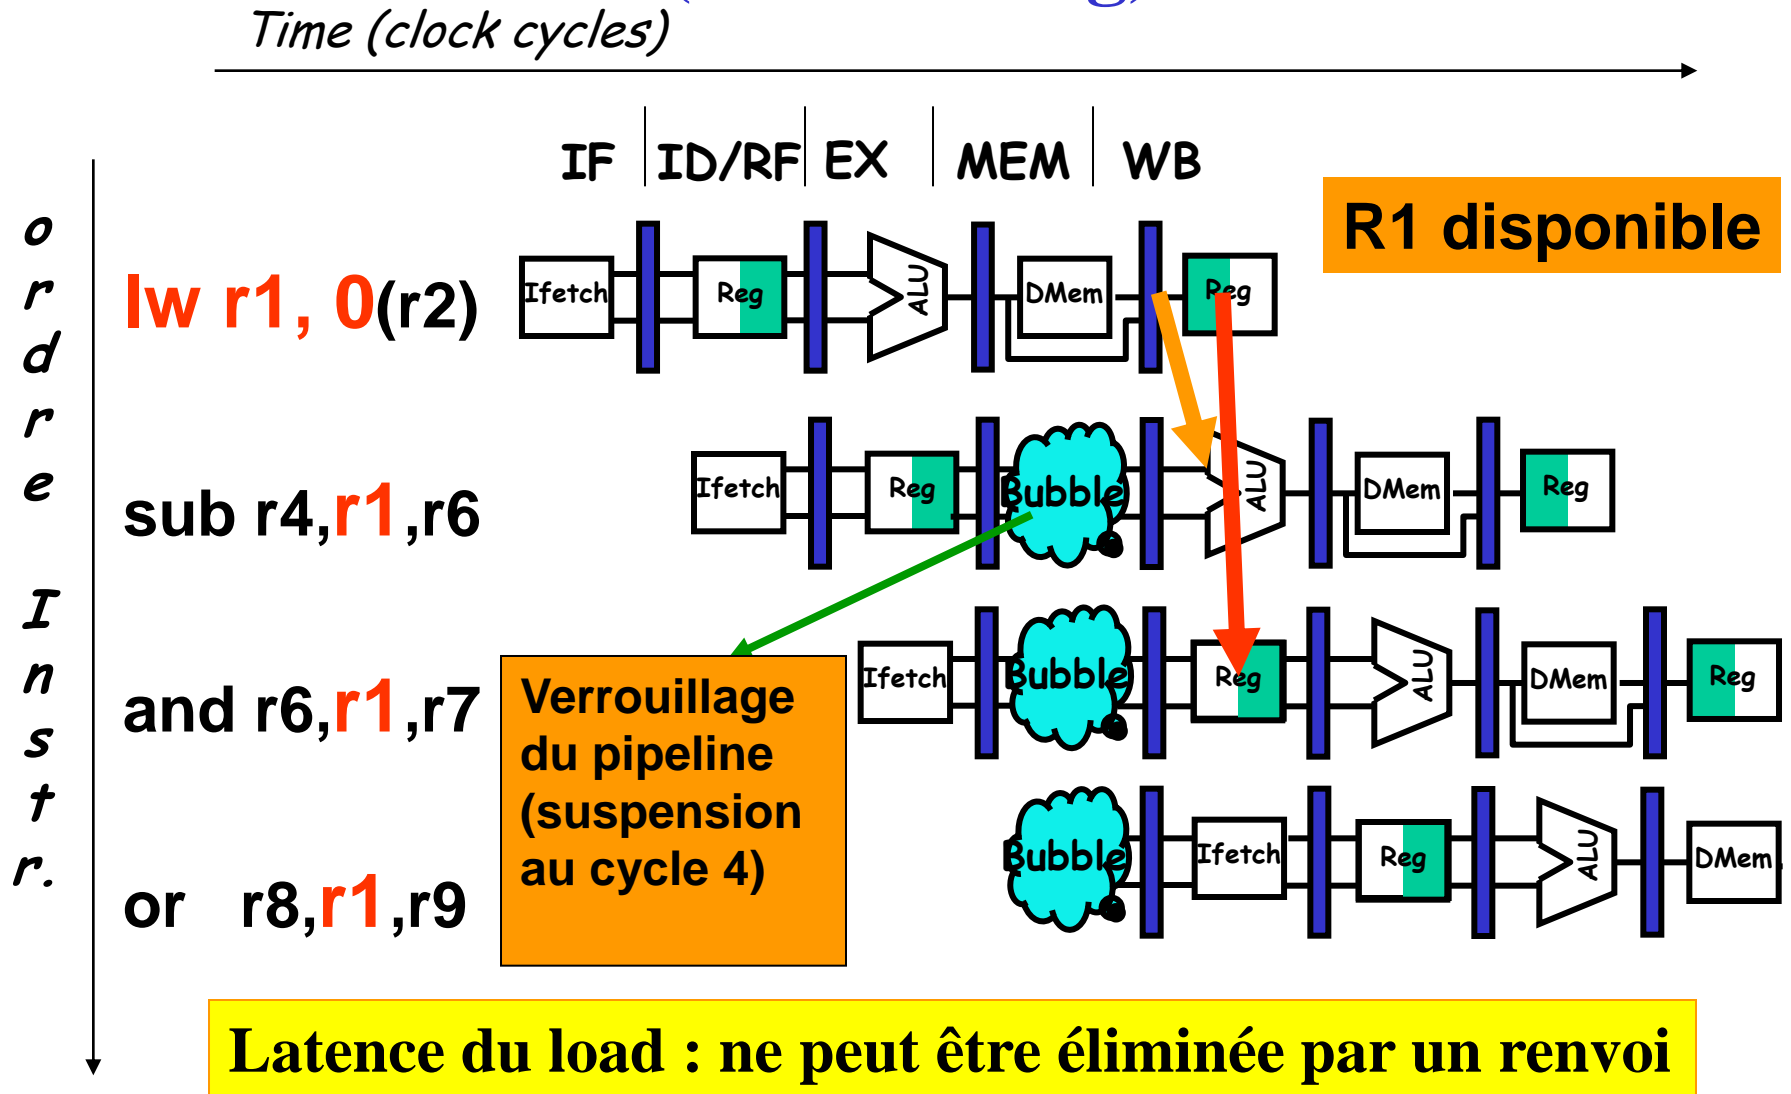 Time (clock cycles)
IF ID/RF EX MEM WB
R1 disponible
ordre Instr.
lw r1, 0(r2)
Ifetch Reg ALU DMem Reg
sub r4,r1,r6
Ifetch Reg Bubble ALU DMem Reg
and r6,r1,r7
Ifetch Bubble Reg ALU DMem Reg
Verrouillage
du pipeline
(suspension
au cycle 4)
or r8,r1,r9
Bubble Ifetch Reg ALU DMem
Latence du load : ne peut être éliminée par un renvoi